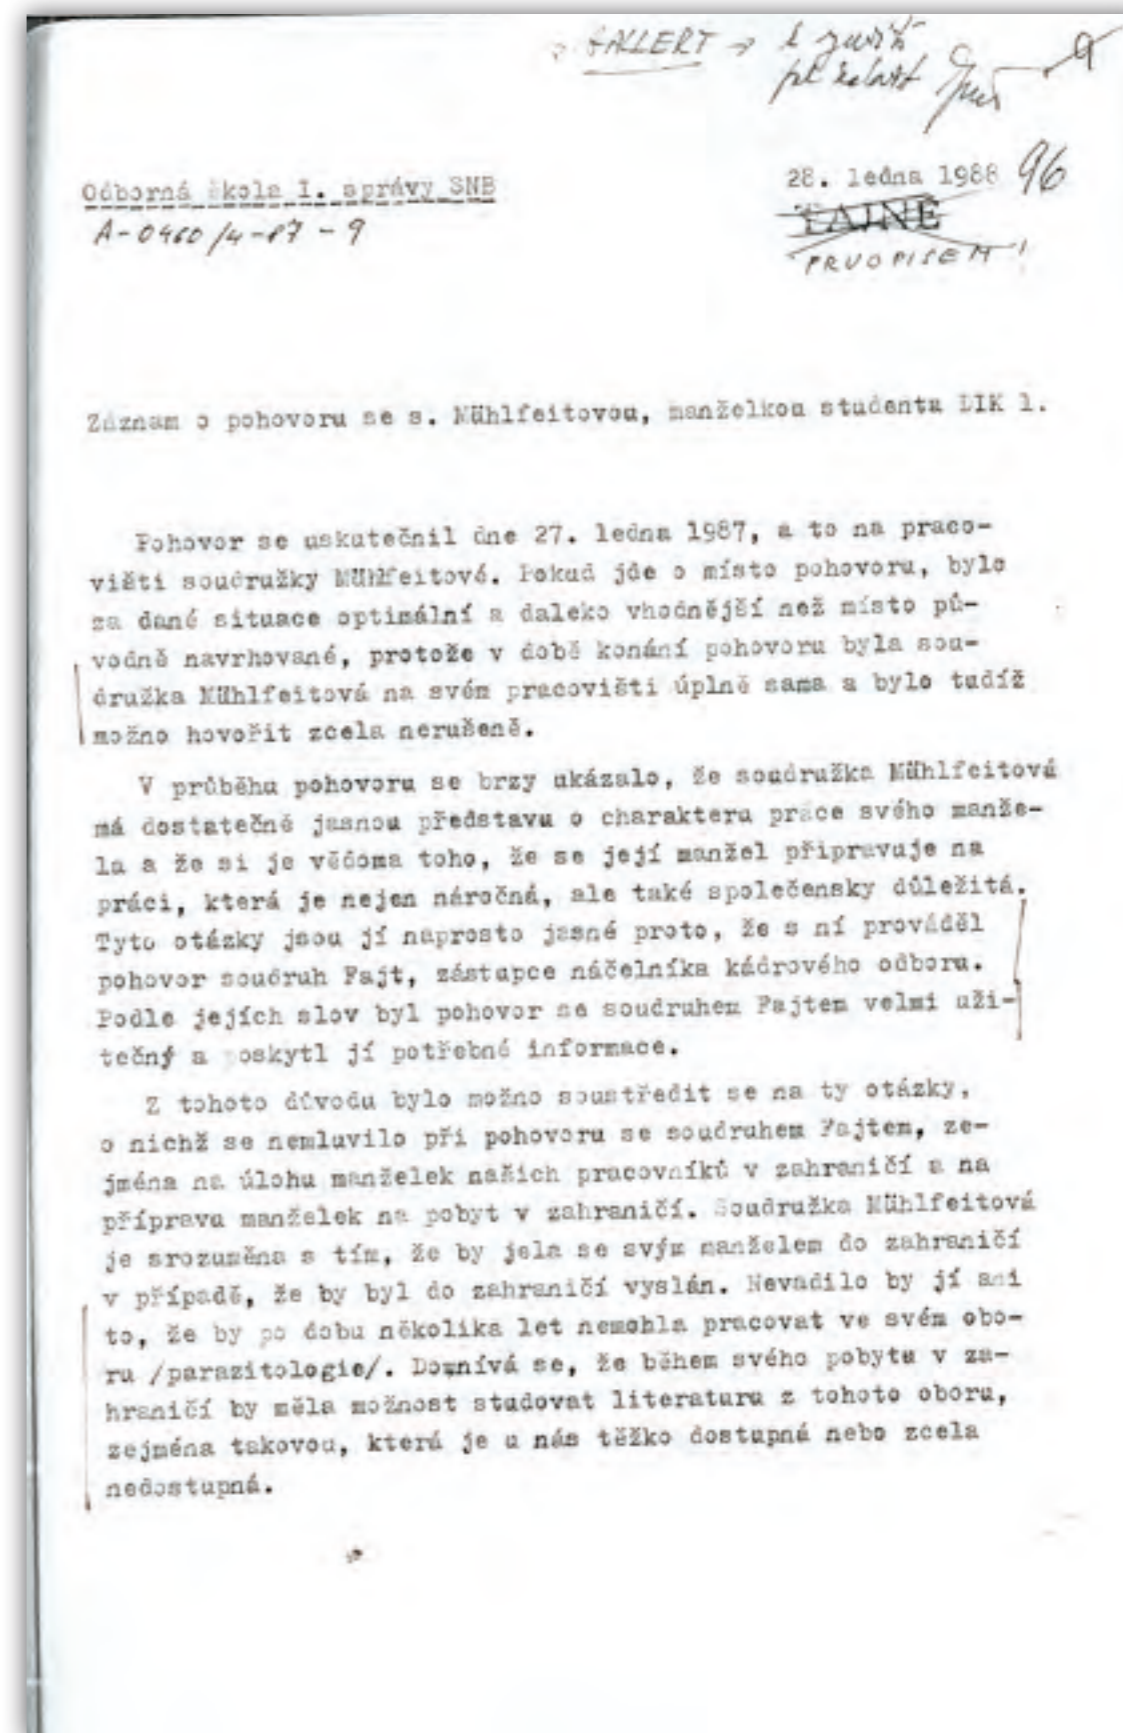 GALLERT →
Odborná škola I. správy SNB
28. ledna 1988 96
A-0460/4-87-9
TAJNÉ
PRVOPISEM!
Záznam o pohovoru se s. Mühlfeitovou, manželkou studenta DIK 1.
Pohovor se uskutečnil dne 27. ledna 1987, a to na praco-
višti soudružky Mühlfeitové. Pokud jde o místo pohovoru, bylo
za dané situace optimální a daleko vhodnější než místo pů-
vodně navrhované, protože v době konání pohovoru byla sou-
družka Mühlfeitová na svém pracovišti úplně sama a bylo tudíž
možno hovořit zcela nerušeně.
V průběhu pohovoru se brzy ukázalo, že soudružka Mühlfeitová
má dostatečně jasnou představu o charakteru práce svého manže-
la a že si je vědoma toho, že se její manžel připravuje na
práci, která je nejen náročná, ale také společensky důležitá.
Tyto otázky jsou jí naprosto jasné proto, že s ní prováděl
pohovor soudruh Fajt, zástupce náčelníka kádrového odboru.
Podle jejích slov byl pohovor se soudruhem Fajtem velmi uži-
tečný a poskytl jí potřebné informace.
Z tohoto důvodu bylo možno soustředit se na ty otázky,
o nichž se nemluvilo při pohovoru se soudruhem Fajtem, ze-
jména na úlohu manželek našich pracovníků v zahraničí a na
přípravu manželek na pobyt v zahraničí. Soudružka Mühlfeitová
je srozuměna s tím, že by jela se svým manželem do zahraničí
v případě, že by byl do zahraničí vyslán. Nevadilo by jí ani
to, že by po dobu několika let nemohla pracovat ve svém obo-
ru /parazitologie/. Domnívá se, že během svého pobytu v za-
hraničí by měla možnost studovat literaturu z tohoto oboru,
zejména takovou, která je u nás těžko dostupná nebo zcela
nedostupná.